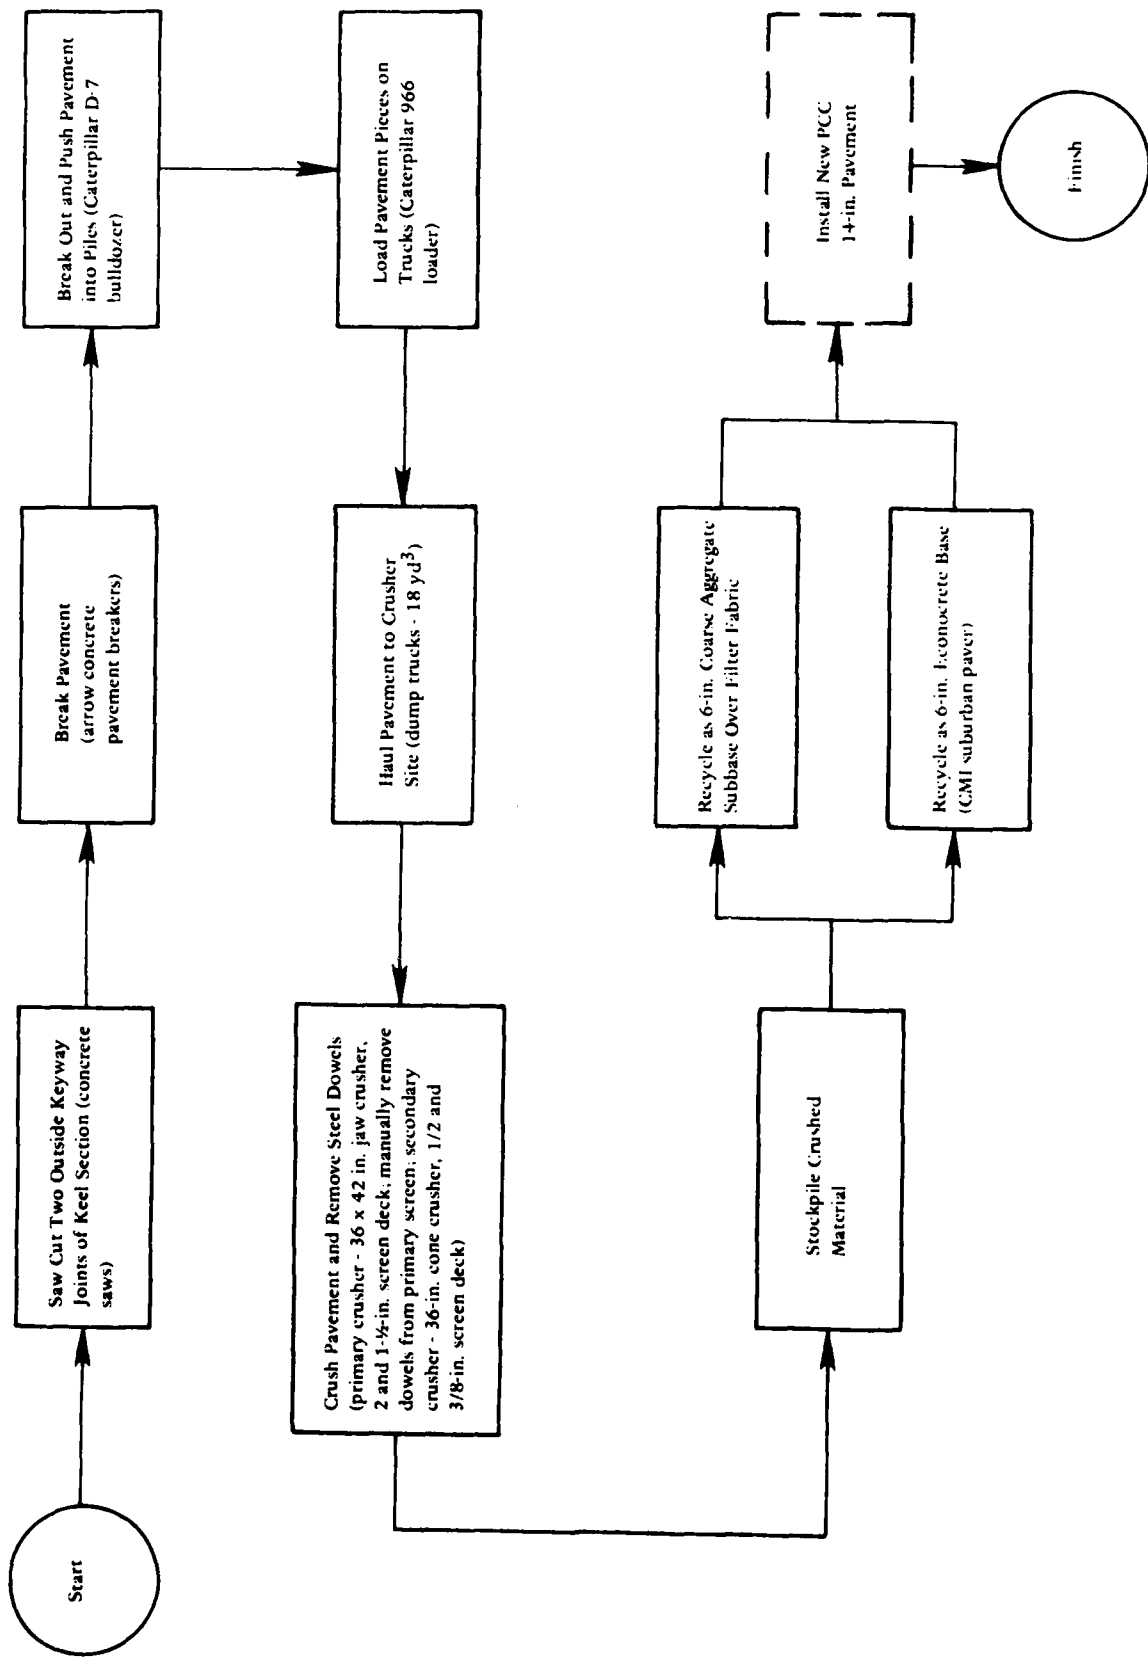 Start
Saw Cut Two Outside Keyway
Joints of Keel Section (concrete
saws)
Break Pavement
(arrow concrete
pavement breakers)
Break Out and Push Pavement
into Piles (Caterpillar D-7
bulldozer)
Load Pavement Pieces on
Trucks (Caterpillar 966
loader)
Haul Pavement to Crusher
Site (dump trucks - 18 yd³)
Crush Pavement and Remove Steel Dowels
(primary crusher - 36 x 42 in. jaw crusher,
2 and 1-½-in. screen deck; manually remove
dowels from primary screen; secondary
crusher - 36-in. cone crusher, 1/2 and
3/8-in. screen deck)
Stockpile Crushed
Material
Recycle as 6-in. Coarse Aggregate
Subbase Over Filter Fabric
Recycle as 6-in. Econocrete Base
(CMI suburban paver)
Install New PCC
14-in. Pavement
Finish